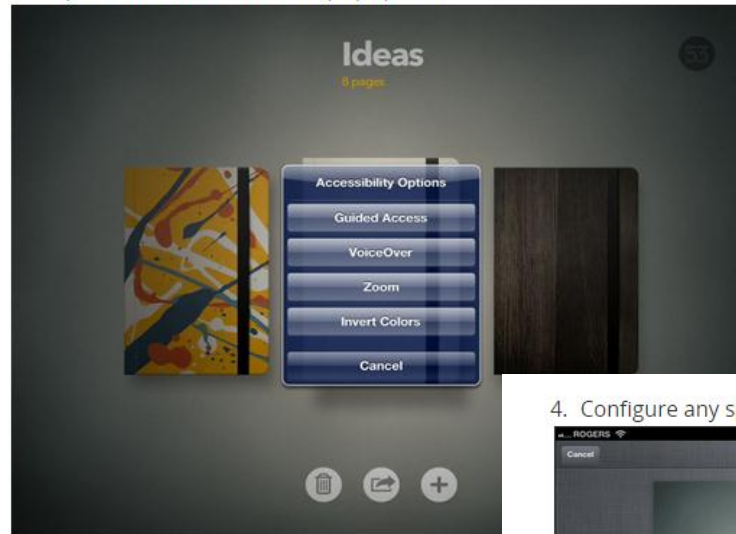 Ideas
8 pages
Accessibility Options
Guided Access
VoiceOver
Zoom
Invert Colors
Cancel
4. Configure any s
ROGERS
Cancel